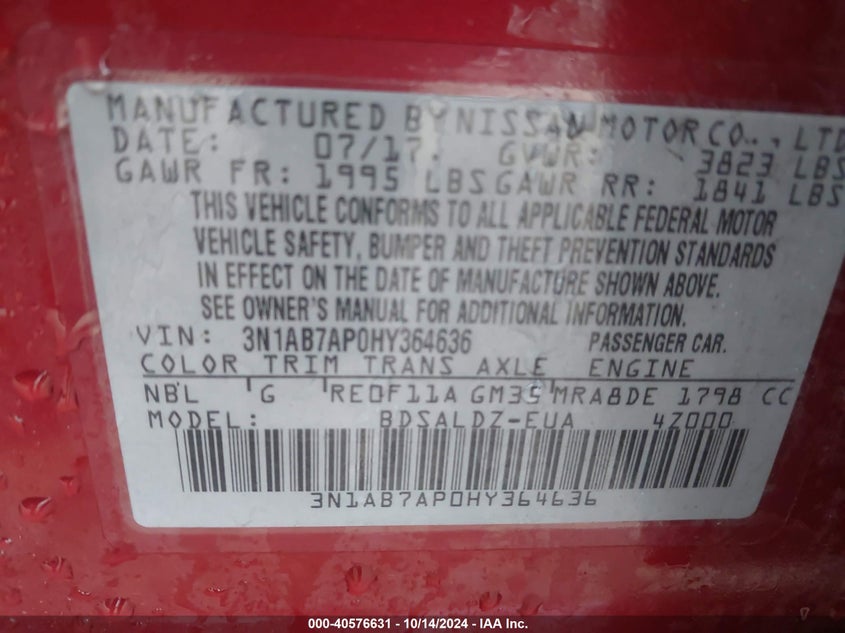 MANUFACTURED BY NISSAN MOTOR CO., LTD
DATE: 07/17 GVWR: 3823 LBS
GAWR FR: 1995 LBS GAWR RR: 1841 LBS
THIS VEHICLE CONFORMS TO ALL APPLICABLE FEDERAL MOTOR
VEHICLE SAFETY, BUMPER AND THEFT PREVENTION STANDARDS
IN EFFECT ON THE DATE OF MANUFACTURE SHOWN ABOVE.
SEE OWNER'S MANUAL FOR ADDITIONAL INFORMATION.
VIN: 3N1AB7AP0HY364636 PASSENGER CAR.
COLOR TRIM TRANS AXLE ENGINE
NBL G RE0F11A GM35 MRA8DE 1798 CC
MODEL: BDSALDZ-EUA 4Z000
3N1AB7AP0HY364636
000-40576631 - 10/14/2024 - IAA Inc.